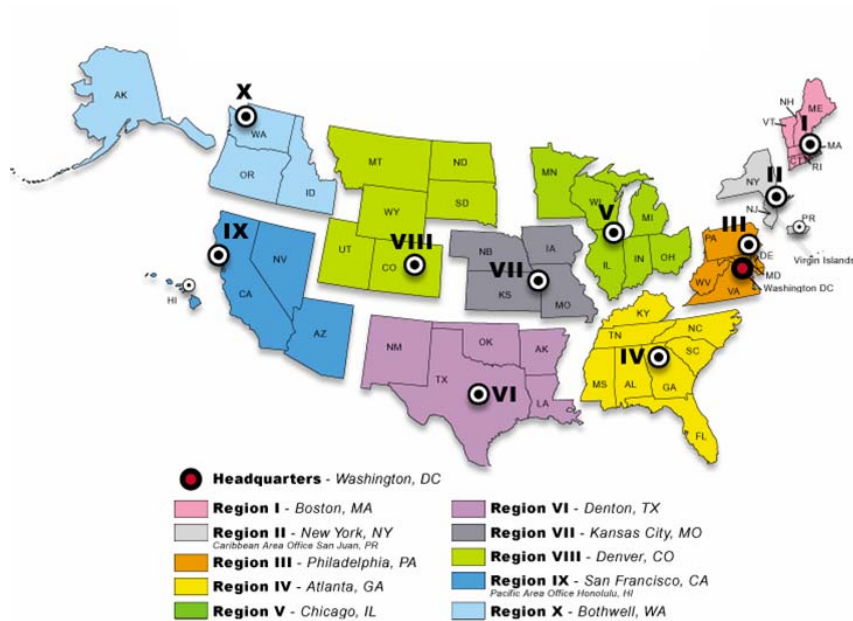 AK
X
WA
OR
ID
MT
ND
SD
WY
UT
CO
VIII
MN
WI
MI
V
IL
IN
OH
ME
NH
VT
I
MA
CT
RI
NY
II
NJ
PR
Virgin Islands
III
PA
DE
MD
Washington DC
WV
VA
IX
NV
CA
AZ
HI
NB
IA
VII
KS
MO
NM
OK
AK
TX
VI
LA
KY
TN
NC
SC
IV
MS
AL
GA
FL
Headquarters - Washington, DC
Region I - Boston, MA
Region II - New York, NY
Caribbean Area Office San Juan, PR
Region III - Philadelphia, PA
Region IV - Atlanta, GA
Region V - Chicago, IL
Region VI - Denton, TX
Region VII - Kansas City, MO
Region VIII - Denver, CO
Region IX - San Francisco, CA
Pacific Area Office Honolulu, HI
Region X - Bothwell, WA